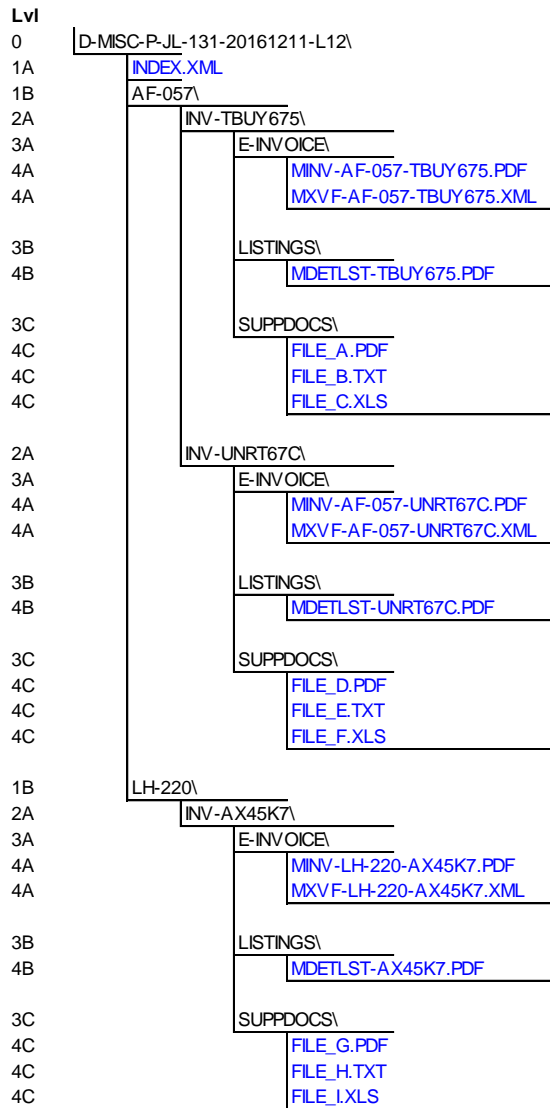 Lvl
0 D-MISC-P-JL-131-20161211-L12\
1A INDEX.XML
1B AF-057\
2A INV-TBUY675\
3A E-INVOICE\
4A MINV-AF-057-TBUY675.PDF
4A MXVF-AF-057-TBUY675.XML
3B LISTINGS\
4B MDETLST-TBUY675.PDF
3C SUPPDOCS\
4C FILE_A.PDF
4C FILE_B.TXT
4C FILE_C.XLS
2A INV-UNRT67C\
3A E-INVOICE\
4A MINV-AF-057-UNRT67C.PDF
4A MXVF-AF-057-UNRT67C.XML
3B LISTINGS\
4B MDETLST-UNRT67C.PDF
3C SUPPDOCS\
4C FILE_D.PDF
4C FILE_E.TXT
4C FILE_F.XLS
1B LH-220\
2A INV-AX45K7\
3A E-INVOICE\
4A MINV-LH-220-AX45K7.PDF
4A MXVF-LH-220-AX45K7.XML
3B LISTINGS\
4B MDETLST-AX45K7.PDF
3C SUPPDOCS\
4C FILE_G.PDF
4C FILE_H.TXT
4C FILE_I.XLS